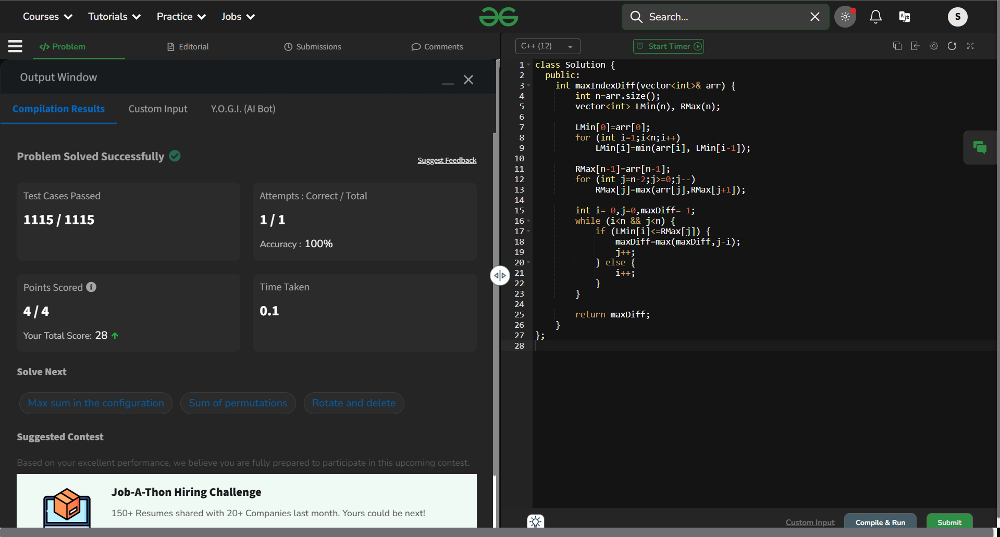 Courses Tutorials Practice Jobs Search... S
Problem Editorial Submissions Comments
Output Window
Compilation Results Custom Input Y.O.G.I. (AI Bot)
Problem Solved Successfully
Suggest Feedback
Test Cases Passed
1115 / 1115
Attempts : Correct / Total
1 / 1
Accuracy : 100%
Points Scored
4 / 4
Your Total Score: 28
Time Taken
0.1
Solve Next
Max sum in the configuration Sum of permutations Rotate and delete
Suggested Contest
Based on your excellent performance, we believe you are fully prepared to participate in this upcoming contest.
Job-A-Thon Hiring Challenge
150+ Resumes shared with 20+ Companies last month. Yours could be next!
C++ (12) Start Timer
1 class Solution {
2 public:
3 int maxIndexDiff(vector<int>& arr) {
4 int n=arr.size();
5 vector<int> LMin(n), RMax(n);
6
7 LMin[0]=arr[0];
8 for (int i=1;i<n;i++)
9 LMin[i]=min(arr[i], LMin[i-1]);
10
11 RMax[n-1]=arr[n-1];
12 for (int j=n-2;j>=0;j--)
13 RMax[j]=max(arr[j],RMax[j+1]);
14
15 int i= 0,j=0,maxDiff=-1;
16 while (i<n && j<n) {
17 if (LMin[i]<=RMax[j]) {
18 maxDiff=max(maxDiff,j-i);
19 j++;
20 } else {
21 i++;
22 }
23 }
24
25 return maxDiff;
26 }
27 };
28
Custom Input Compile & Run Submit